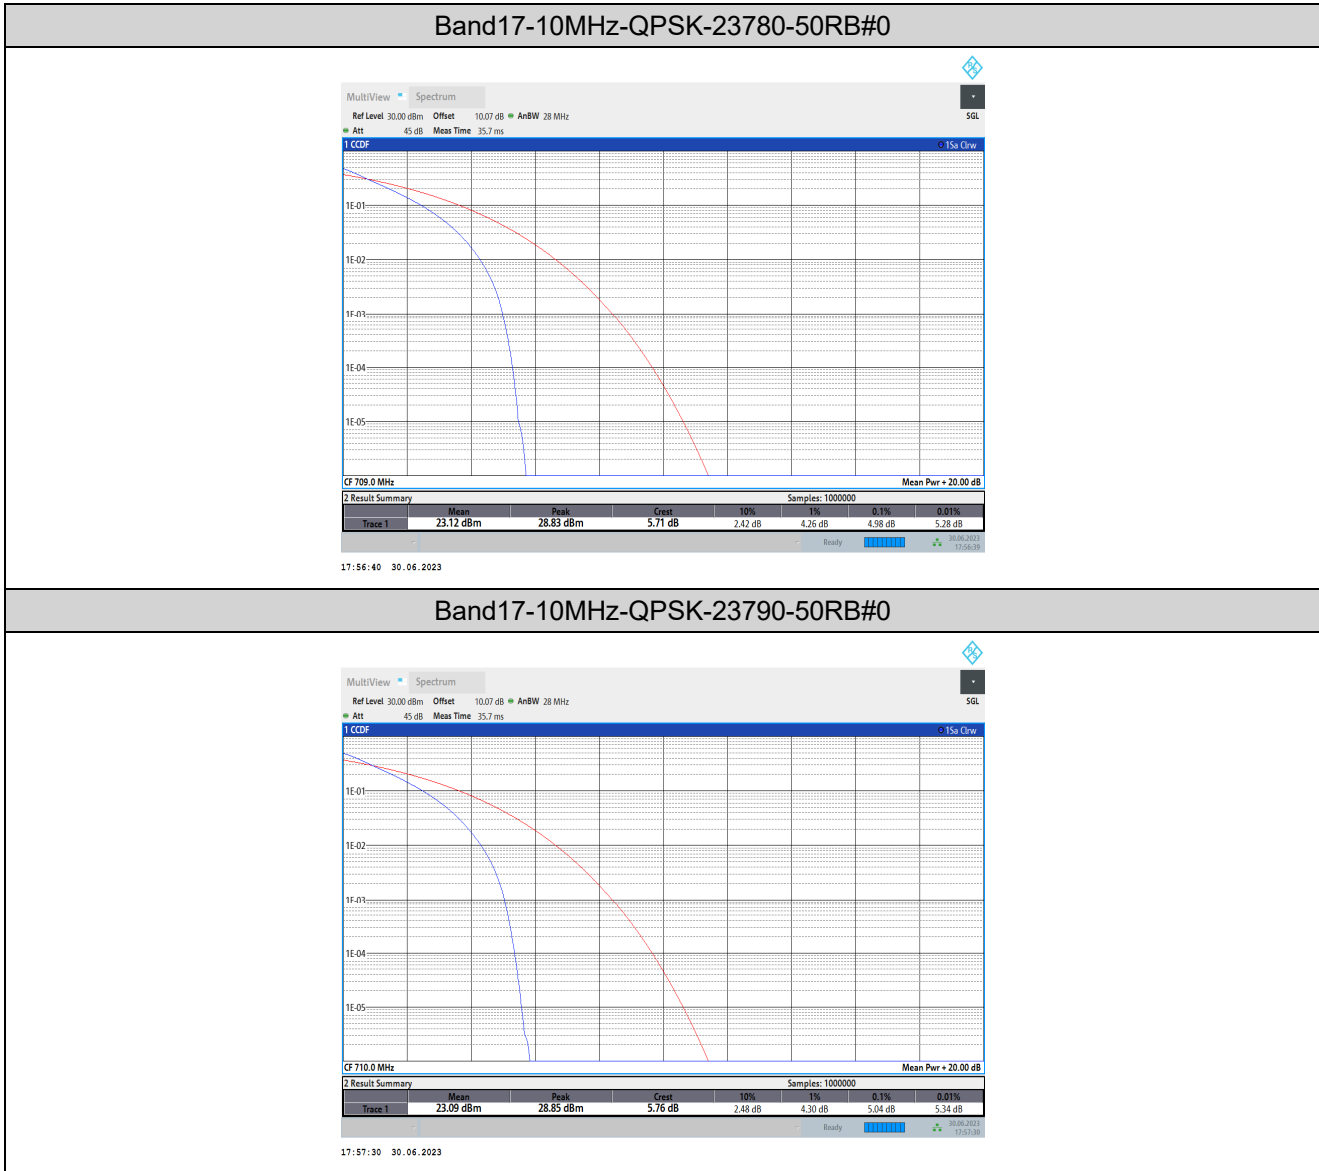 Band17-10MHz-QPSK-23780-50RB#0
MultiView Spectrum
Ref Level 30.00 dBm Offset 10.07 dB AnBW 28 MHz SGL
Att 45 dB Meas Time 35.7 ms
1 CCDF 1Sa Clrw
1E-01
1E-02
1E-03
1E-04
1E-05
CF 709.0 MHz Mean Pwr + 20.00 dB
2 Result Summary Samples: 1000000
Mean Peak Crest 10% 1% 0.1% 0.01%
Trace 1 23.12 dBm 28.83 dBm 5.71 dB 2.42 dB 4.26 dB 4.98 dB 5.28 dB
Ready 30.06.2023
17:56:39
17:56:40 30.06.2023
Band17-10MHz-QPSK-23790-50RB#0
MultiView Spectrum
Ref Level 30.00 dBm Offset 10.07 dB AnBW 28 MHz SGL
Att 45 dB Meas Time 35.7 ms
1 CCDF 1Sa Clrw
1E-01
1E-02
1E-03
1E-04
1E-05
CF 710.0 MHz Mean Pwr + 20.00 dB
2 Result Summary Samples: 1000000
Mean Peak Crest 10% 1% 0.1% 0.01%
Trace 1 23.09 dBm 28.85 dBm 5.76 dB 2.48 dB 4.30 dB 5.04 dB 5.34 dB
Ready 30.06.2023
17:57:30
17:57:30 30.06.2023